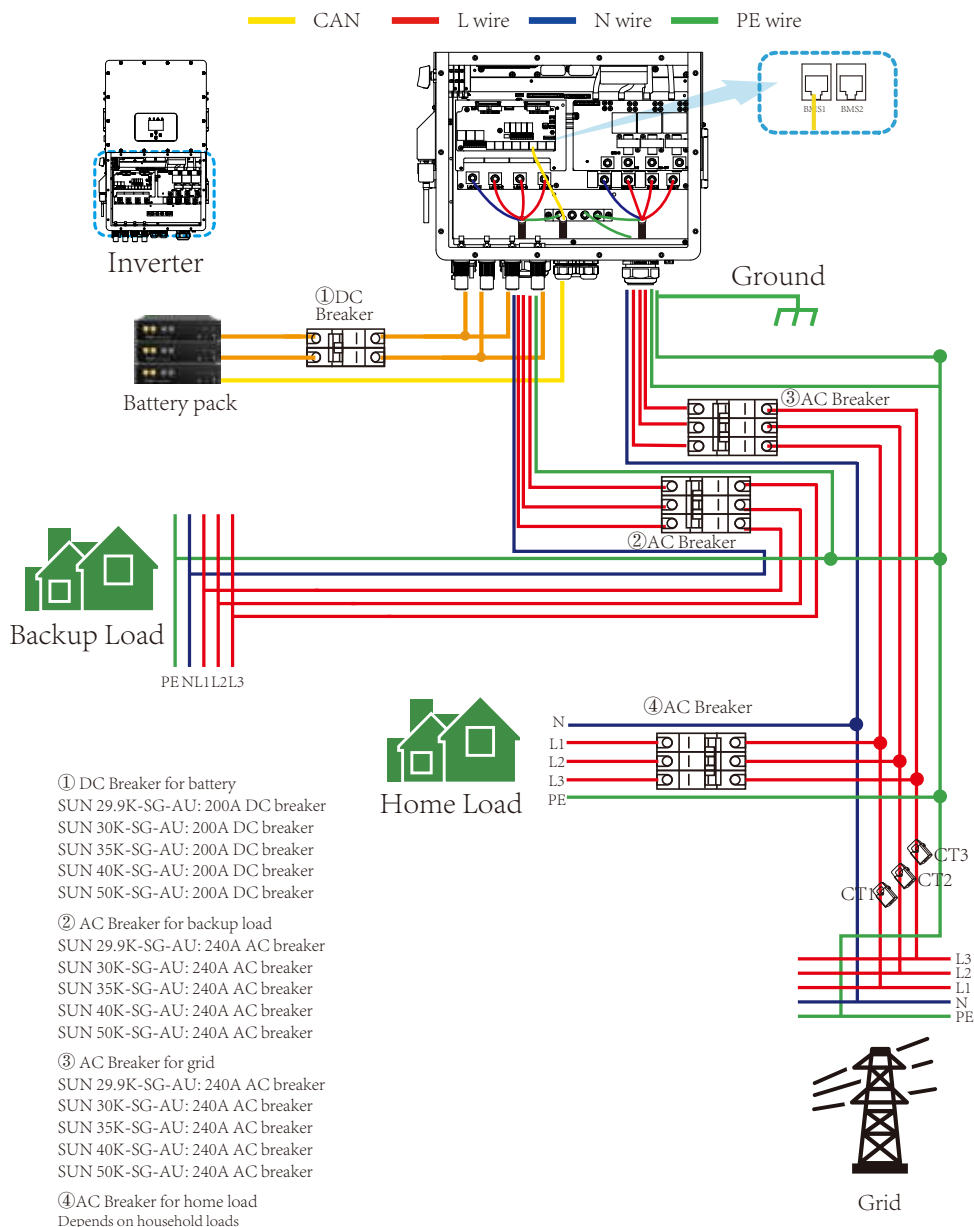 CAN L wire N wire PE wire
BMS1 BMS2
Inverter
Ground
①DC
Breaker
Battery pack
③AC Breaker
②AC Breaker
Backup Load
PE N L1 L2 L3
④AC Breaker
N
L1
L2
L3
PE
Home Load
CT3
CT2
CT1
L3
L2
L1
N
PE
Grid
① DC Breaker for battery
SUN 29.9K-SG-AU: 200A DC breaker
SUN 30K-SG-AU: 200A DC breaker
SUN 35K-SG-AU: 200A DC breaker
SUN 40K-SG-AU: 200A DC breaker
SUN 50K-SG-AU: 200A DC breaker
② AC Breaker for backup load
SUN 29.9K-SG-AU: 240A AC breaker
SUN 30K-SG-AU: 240A AC breaker
SUN 35K-SG-AU: 240A AC breaker
SUN 40K-SG-AU: 240A AC breaker
SUN 50K-SG-AU: 240A AC breaker
③ AC Breaker for grid
SUN 29.9K-SG-AU: 240A AC breaker
SUN 30K-SG-AU: 240A AC breaker
SUN 35K-SG-AU: 240A AC breaker
SUN 40K-SG-AU: 240A AC breaker
SUN 50K-SG-AU: 240A AC breaker
④AC Breaker for home load
Depends on household loads